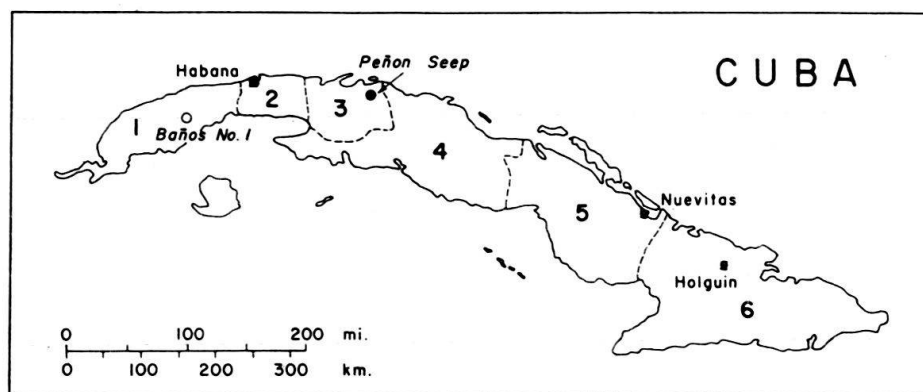 CUBA
Peñon Seep
Habana
1
Baños No. 1
2
3
4
5
Nuevitas
Holguin
6
0 100 200 mi.
0 100 200 300 km.